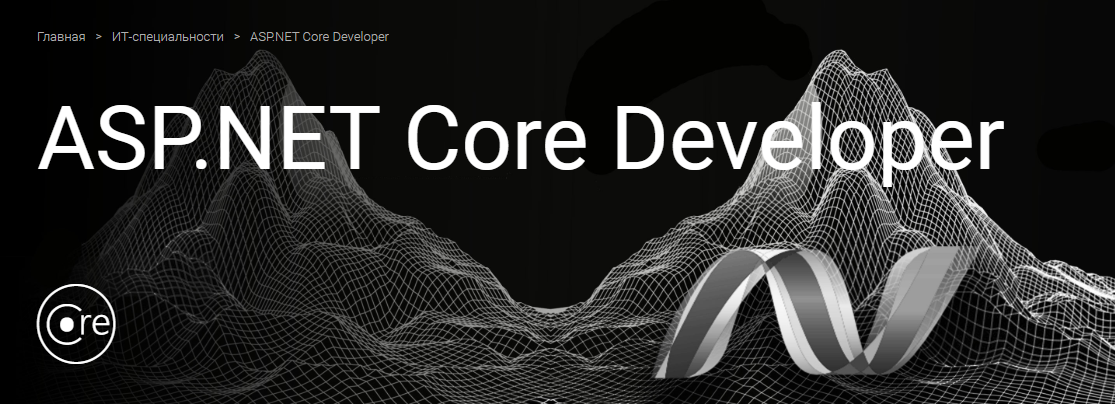 Главная > ИТ-специальности > ASP.NET Core Developer
ASP.NET Core Developer
Core